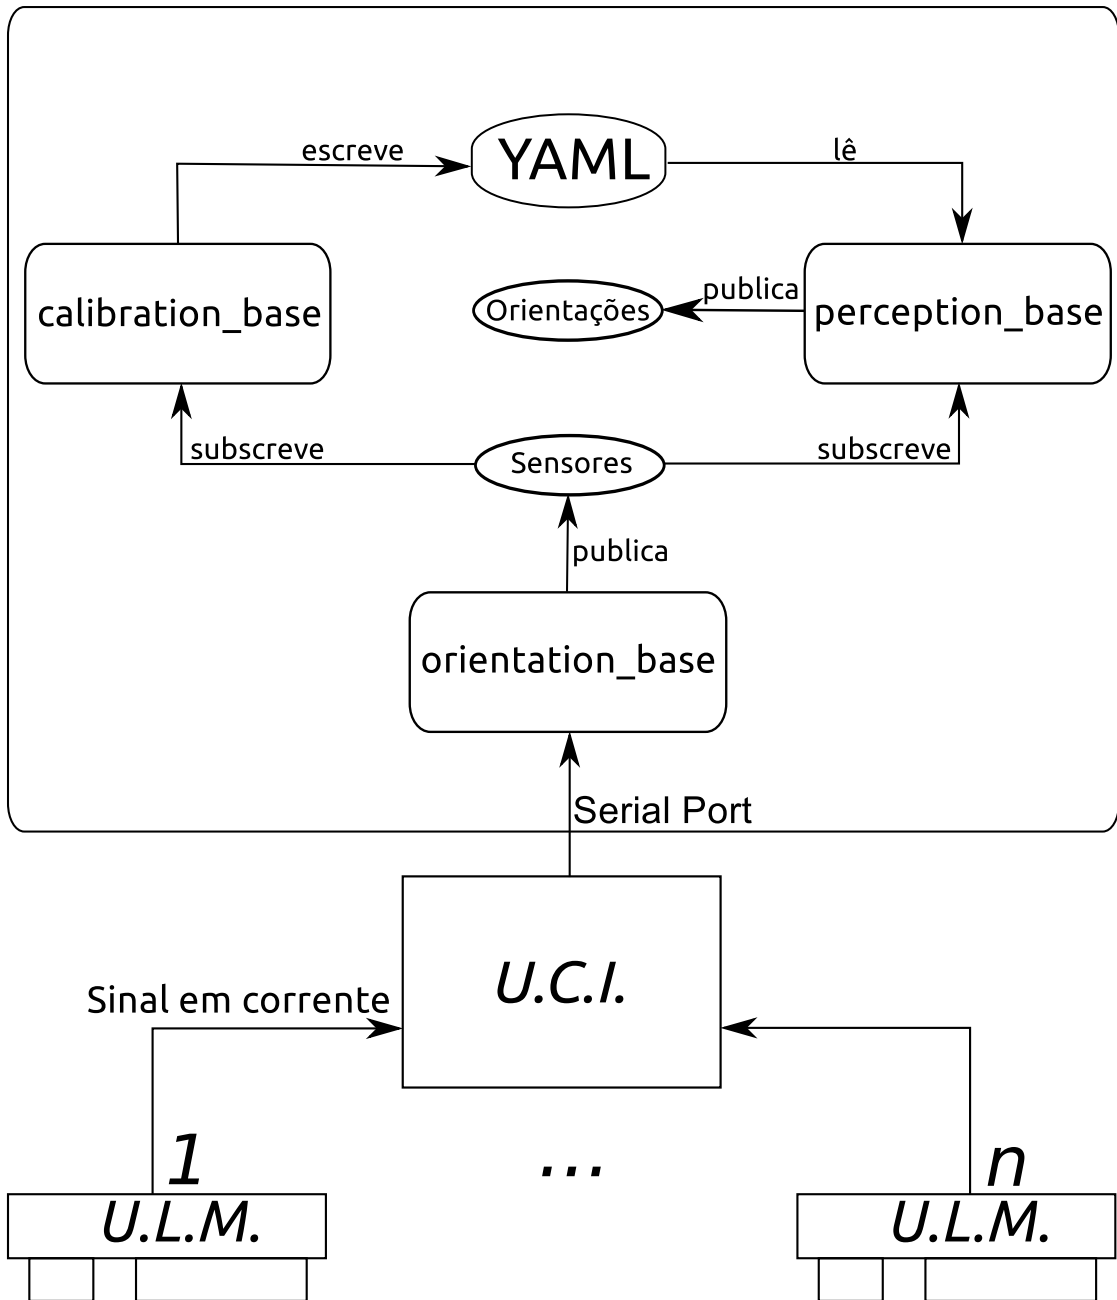 escreve
YAML
lê
calibration_base
Orientações
publica
perception_base
subscreve
Sensores
subscreve
publica
orientation_base
Serial Port
U.C.I.
Sinal em corrente
1
...
n
U.L.M.
U.L.M.